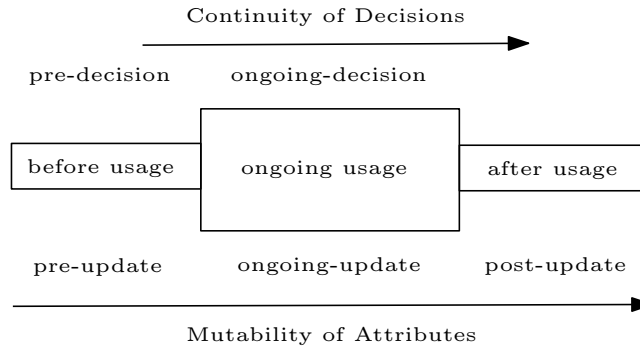 Continuity of Decisions
pre-decision ongoing-decision
before usage ongoing usage after usage
pre-update ongoing-update post-update
Mutability of Attributes